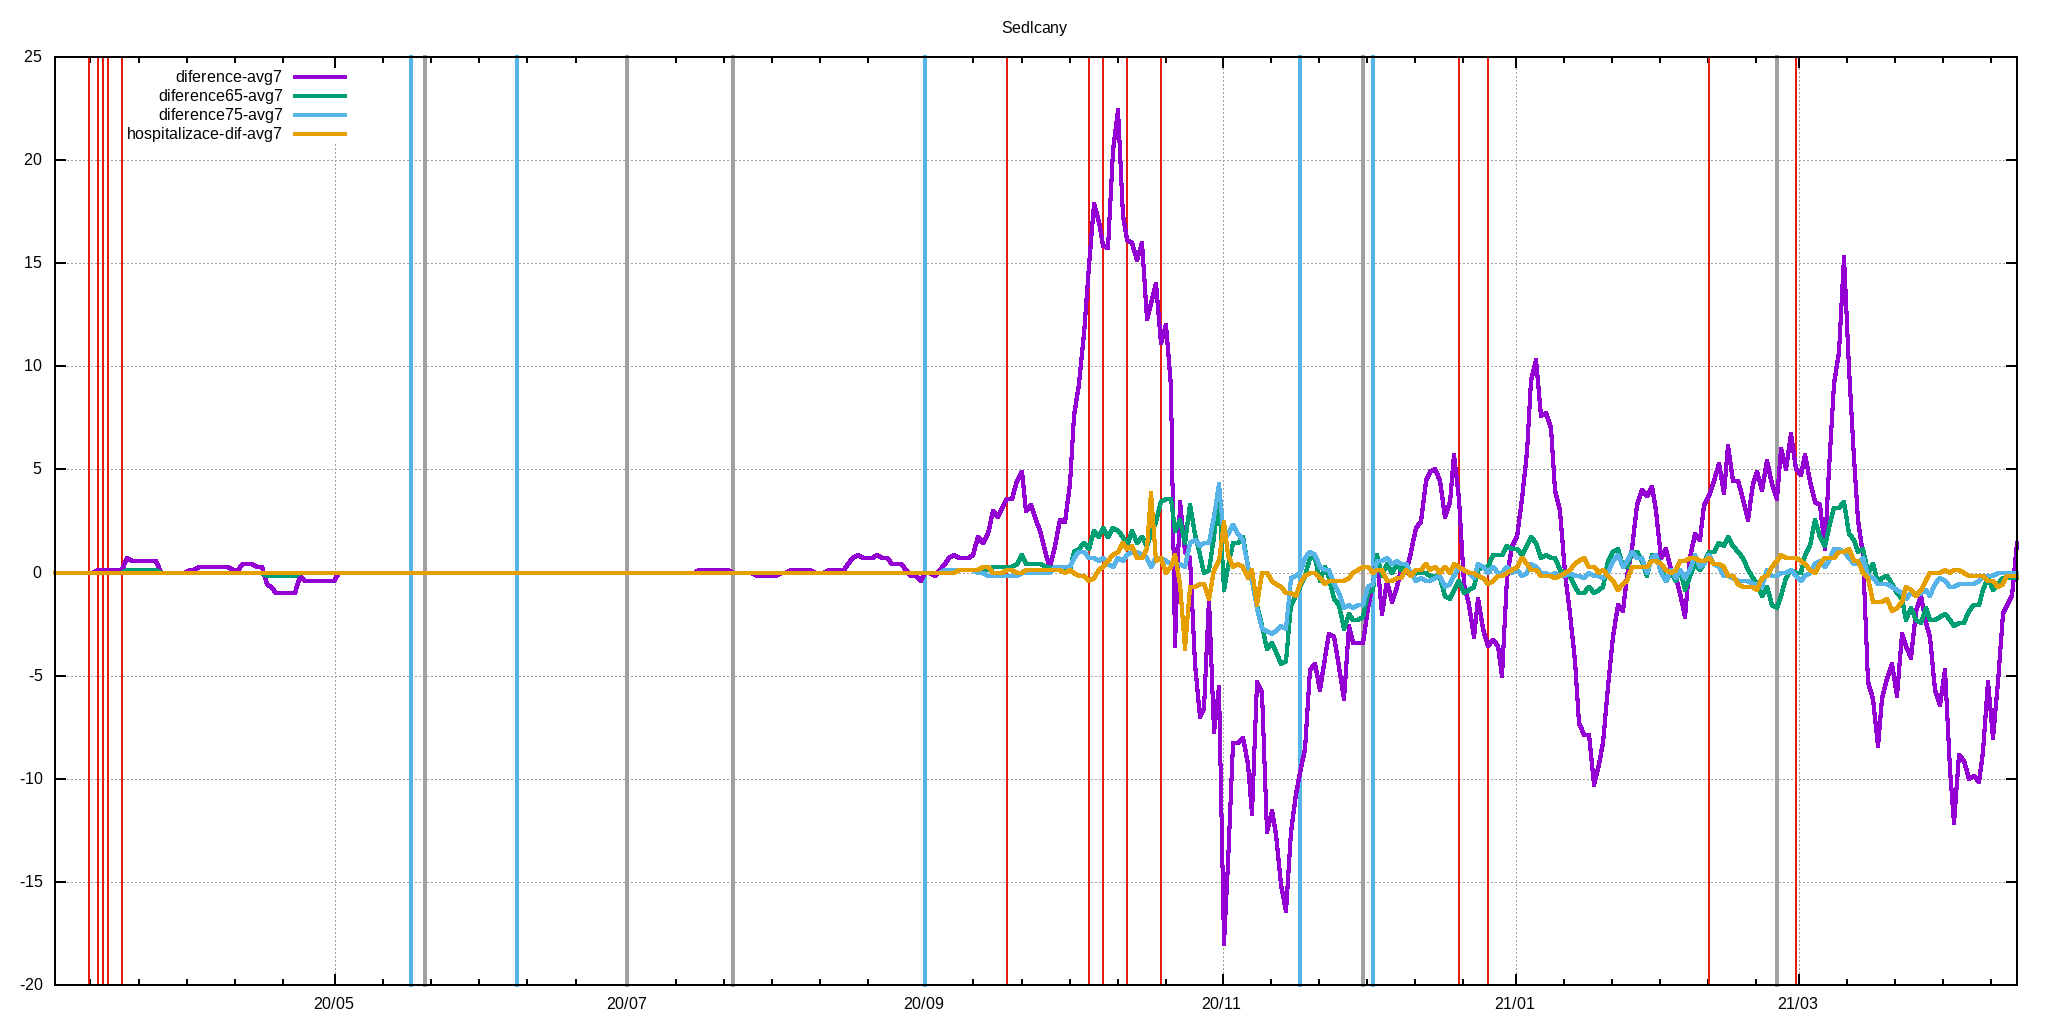 Sedlcany
25
diference-avg7
diference65-avg7
diference75-avg7
hospitalizace-dif-avg7
20
15
10
5
0
-5
-10
-15
-20
20/05 20/07 20/09 20/11 21/01 21/03